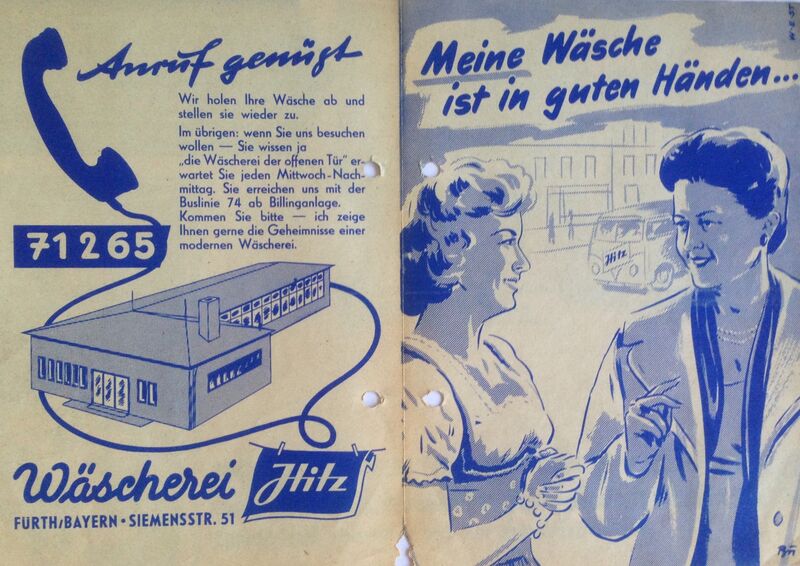 Anruf genügt
Wir holen Ihre Wäsche ab und
stellen sie wieder zu.
Im übrigen: wenn Sie uns besuchen
wollen — Sie wissen ja
„die Wäscherei der offenen Tür" er-
wartet Sie jeden Mittwoch-Nach-
mittag. Sie erreichen uns mit der
Buslinie 74 ab Billinganlage.
Kommen Sie bitte — ich zeige
Ihnen gerne die Geheimnisse einer
modernen Wäscherei.
71265
Wäscherei Hitz
FÜRTH/BAYERN • SIEMENSSTR. 51
Meine Wäsche
ist in guten Händen...
Hitz